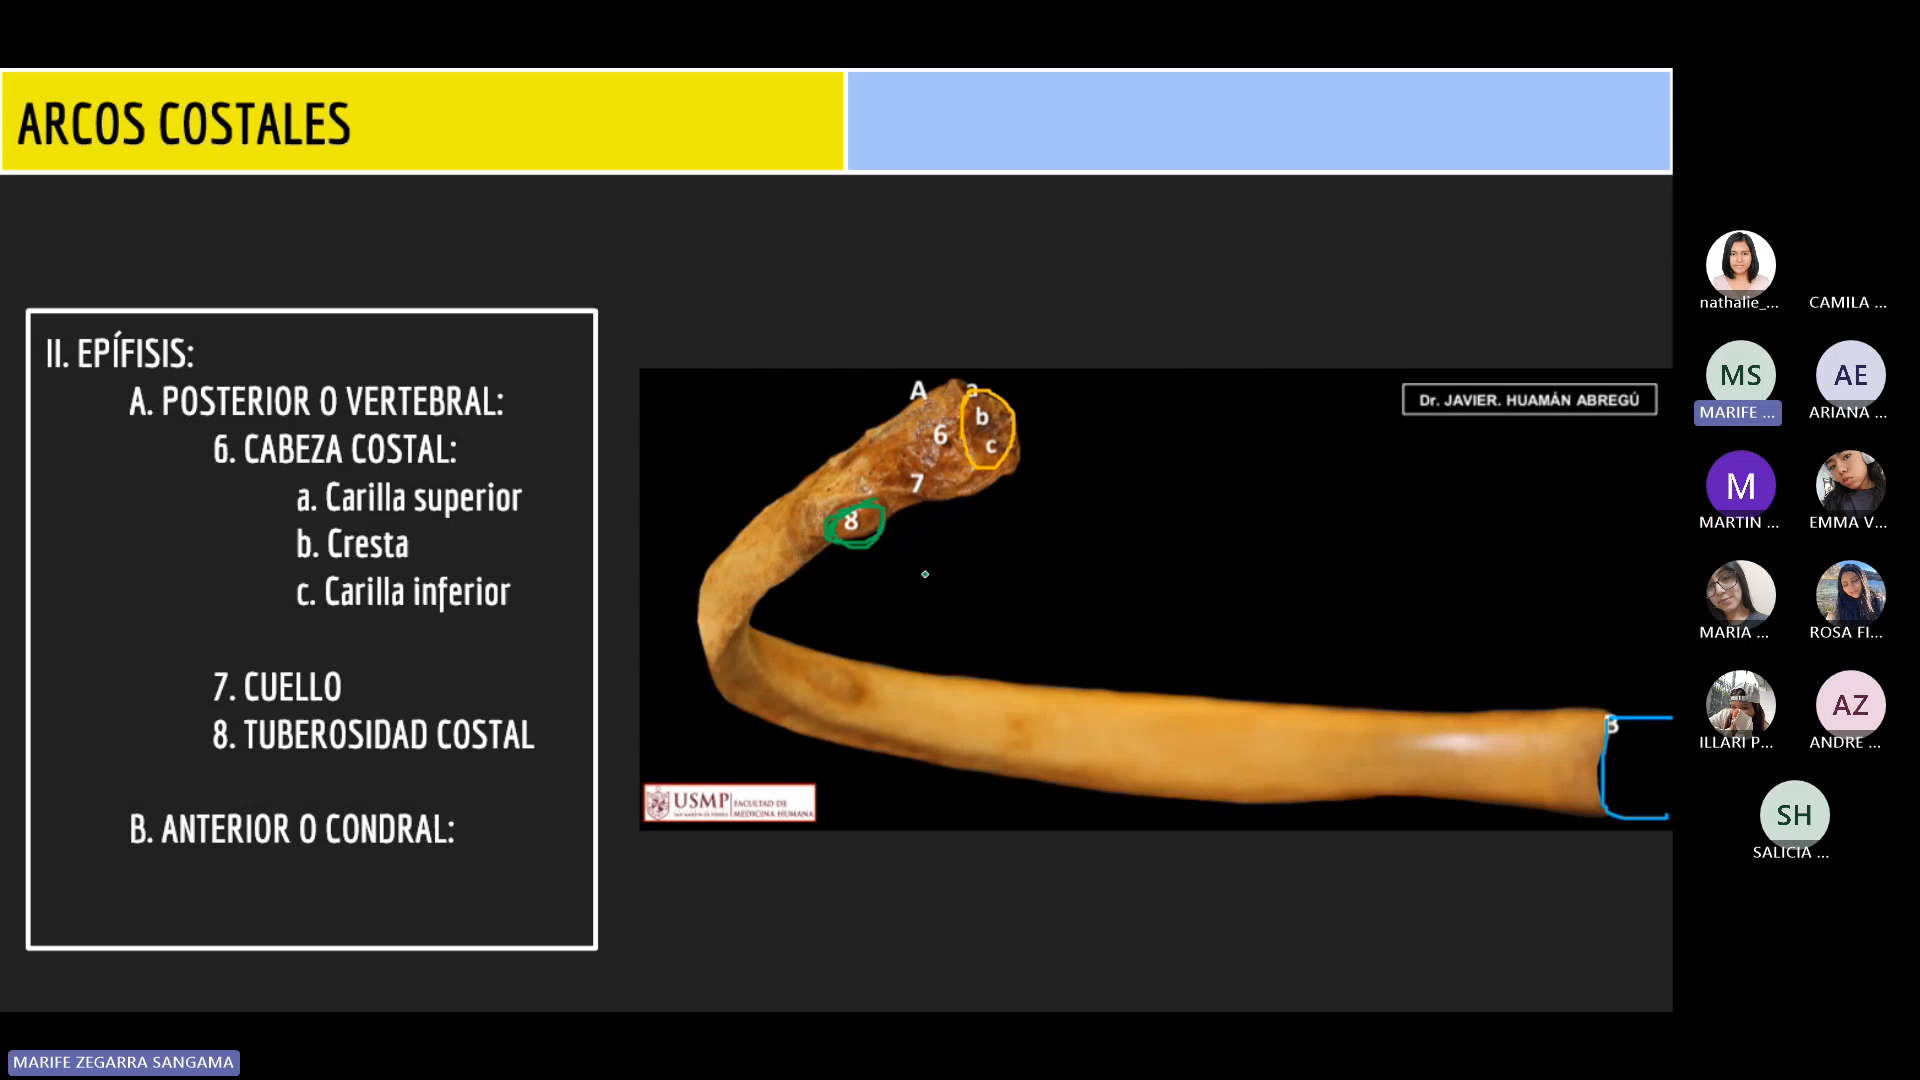 ARCOS COSTALES
II. EPÍFISIS:
A. POSTERIOR O VERTEBRAL:
6. CABEZA COSTAL:
a. Carilla superior
b. Cresta
c. Carilla inferior
7. CUELLO
8. TUBEROSIDAD COSTAL
B. ANTERIOR O CONDRAL:
A
a
b
6
c
7
8
B
Dr. JAVIER. HUAMÁN ABREGÚ
USMP
FACULTAD DE
MEDICINA HUMANA
nathalie_...
CAMILA ...
MS
MARIFE ...
AE
ARIANA ...
M
MARTIN ...
EMMA V...
MARIA ...
ROSA FI...
ILLARI P...
AZ
ANDRE ...
SH
SALICIA ...
MARIFE ZEGARRA SANGAMA